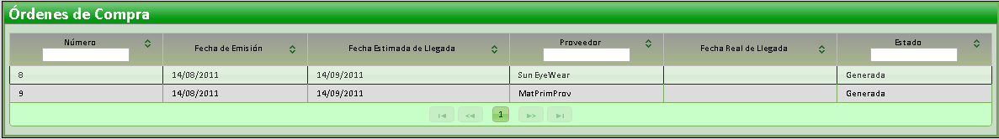 Órdenes de Compra
Número Fecha de Emisión Fecha Estimada de Llegada Proveedor Fecha Real de Llegada Estado
8 14/08/2011 14/09/2011 Sun EyeWear Generada
9 14/08/2011 14/09/2011 MatPrimProv Generada
1